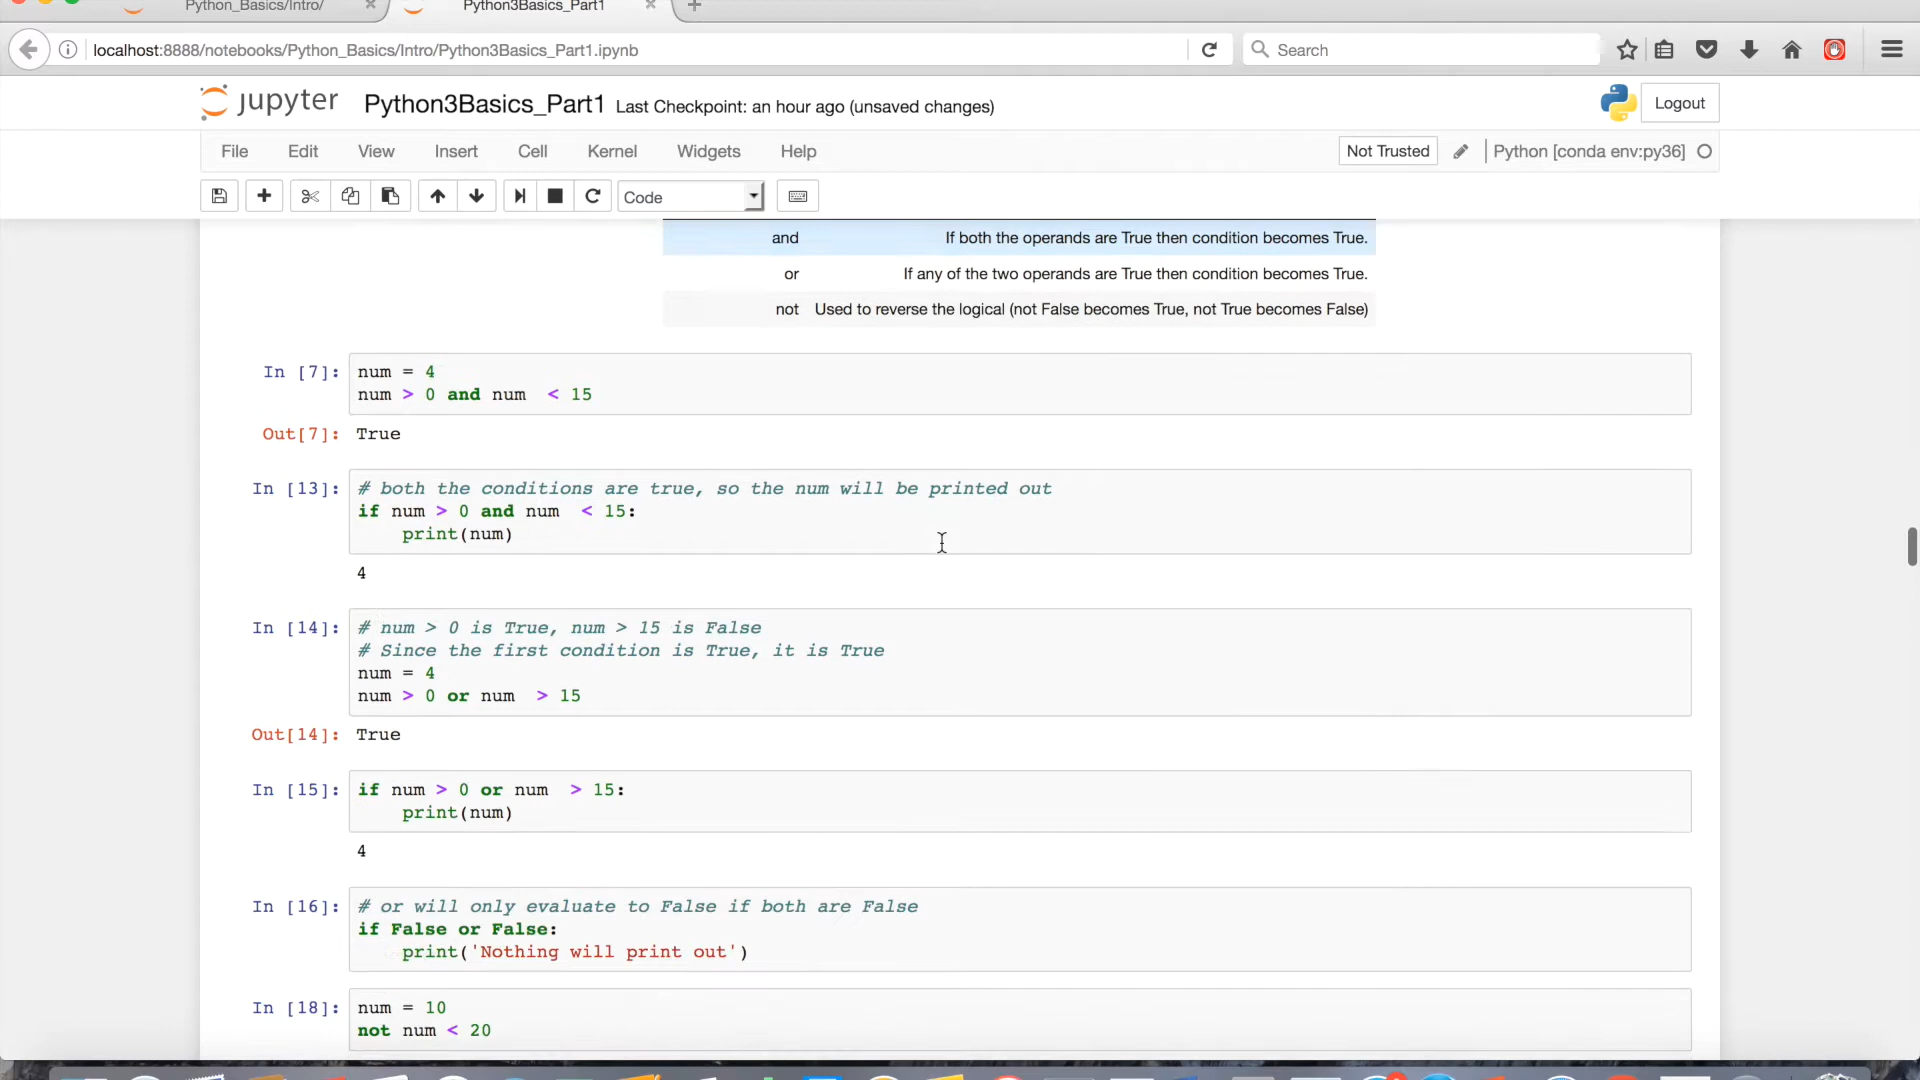 Python_Basics/Intro/
Python3Basics_Part1
localhost:8888/notebooks/Python_Basics/Intro/Python3Basics_Part1.ipynb
Search
jupyter Python3Basics_Part1 Last Checkpoint: an hour ago (unsaved changes)
Logout
File Edit View Insert Cell Kernel Widgets Help
Not Trusted
Python [conda env:py36]
Code
and If both the operands are True then condition becomes True.
or If any of the two operands are True then condition becomes True.
not Used to reverse the logical (not False becomes True, not True becomes False)
In [7]: num = 4
num > 0 and num  < 15
Out[7]: True
In [13]: # both the conditions are true, so the num will be printed out
if num > 0 and num  < 15:
    print(num)
4
In [14]: # num > 0 is True, num > 15 is False
# Since the first condition is True, it is True
num = 4
num > 0 or num  > 15
Out[14]: True
In [15]: if num > 0 or num  > 15:
    print(num)
4
In [16]: # or will only evaluate to False if both are False
if False or False:
    print('Nothing will print out')
In [18]: num = 10
not num < 20